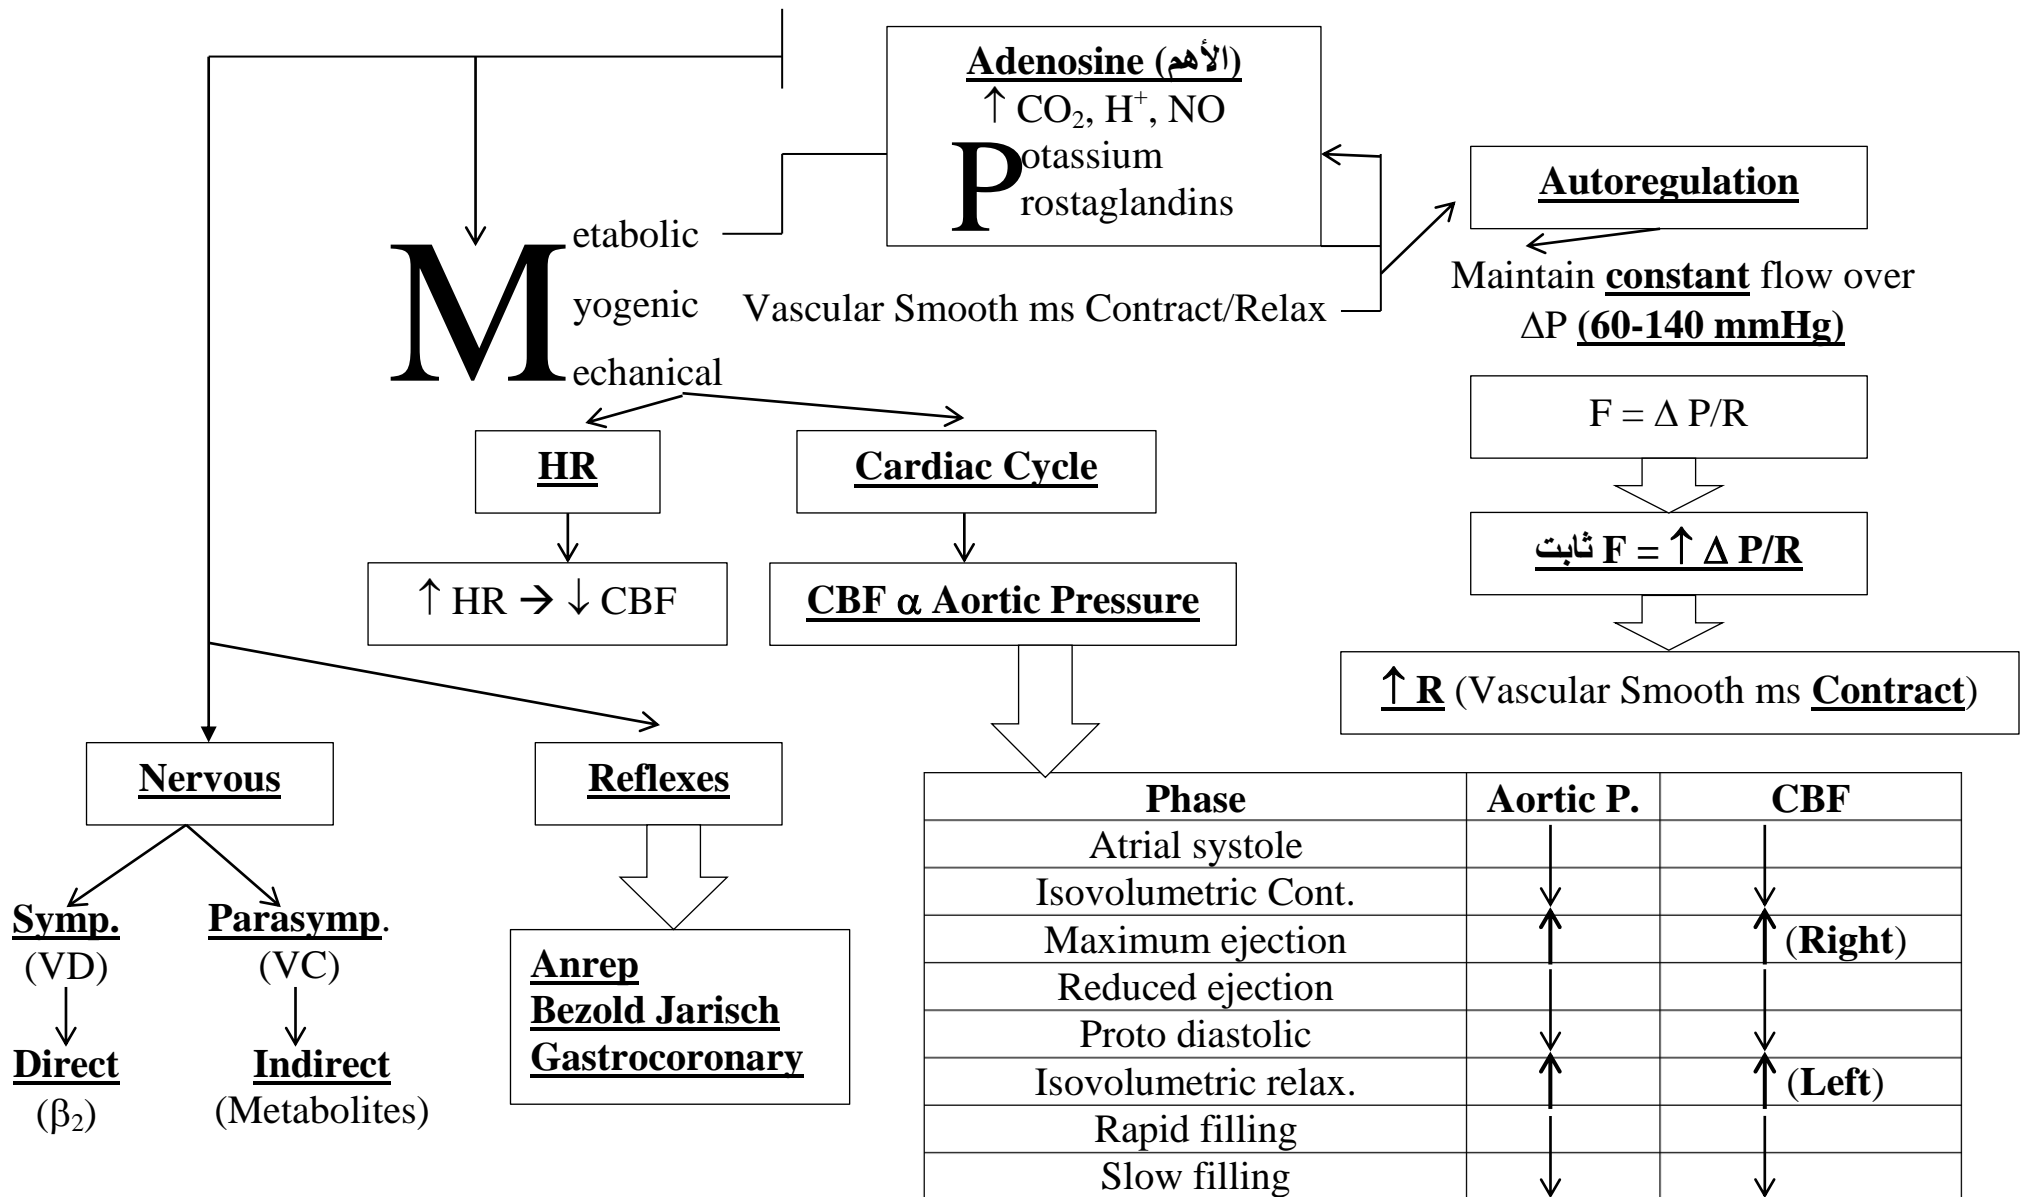 Adenosine (الأهم)
↑ CO₂, H⁺, NO
Potassium
Prostaglandins
Metabolic
Myogenic
Mechanical
Vascular Smooth ms Contract/Relax
Autoregulation
Maintain constant flow over
ΔP (60-140 mmHg)
F = Δ P/R
ثابت F = ↑ Δ P/R
↑ R (Vascular Smooth ms Contract)
HR
↑ HR → ↓ CBF
Cardiac Cycle
CBF α Aortic Pressure
Nervous
Symp.
(VD)
Direct
(β₂)
Parasymp.
(VC)
Indirect
(Metabolites)
Reflexes
Anrep
Bezold Jarisch
Gastrocoronary
Phase Aortic P. CBF
Atrial systole
Isovolumetric Cont. ↓ ↓
Maximum ejection ↑ ↑ (Right)
Reduced ejection
Proto diastolic ↓ ↓
Isovolumetric relax. ↑ ↑ (Left)
Rapid filling
Slow filling ↓ ↓